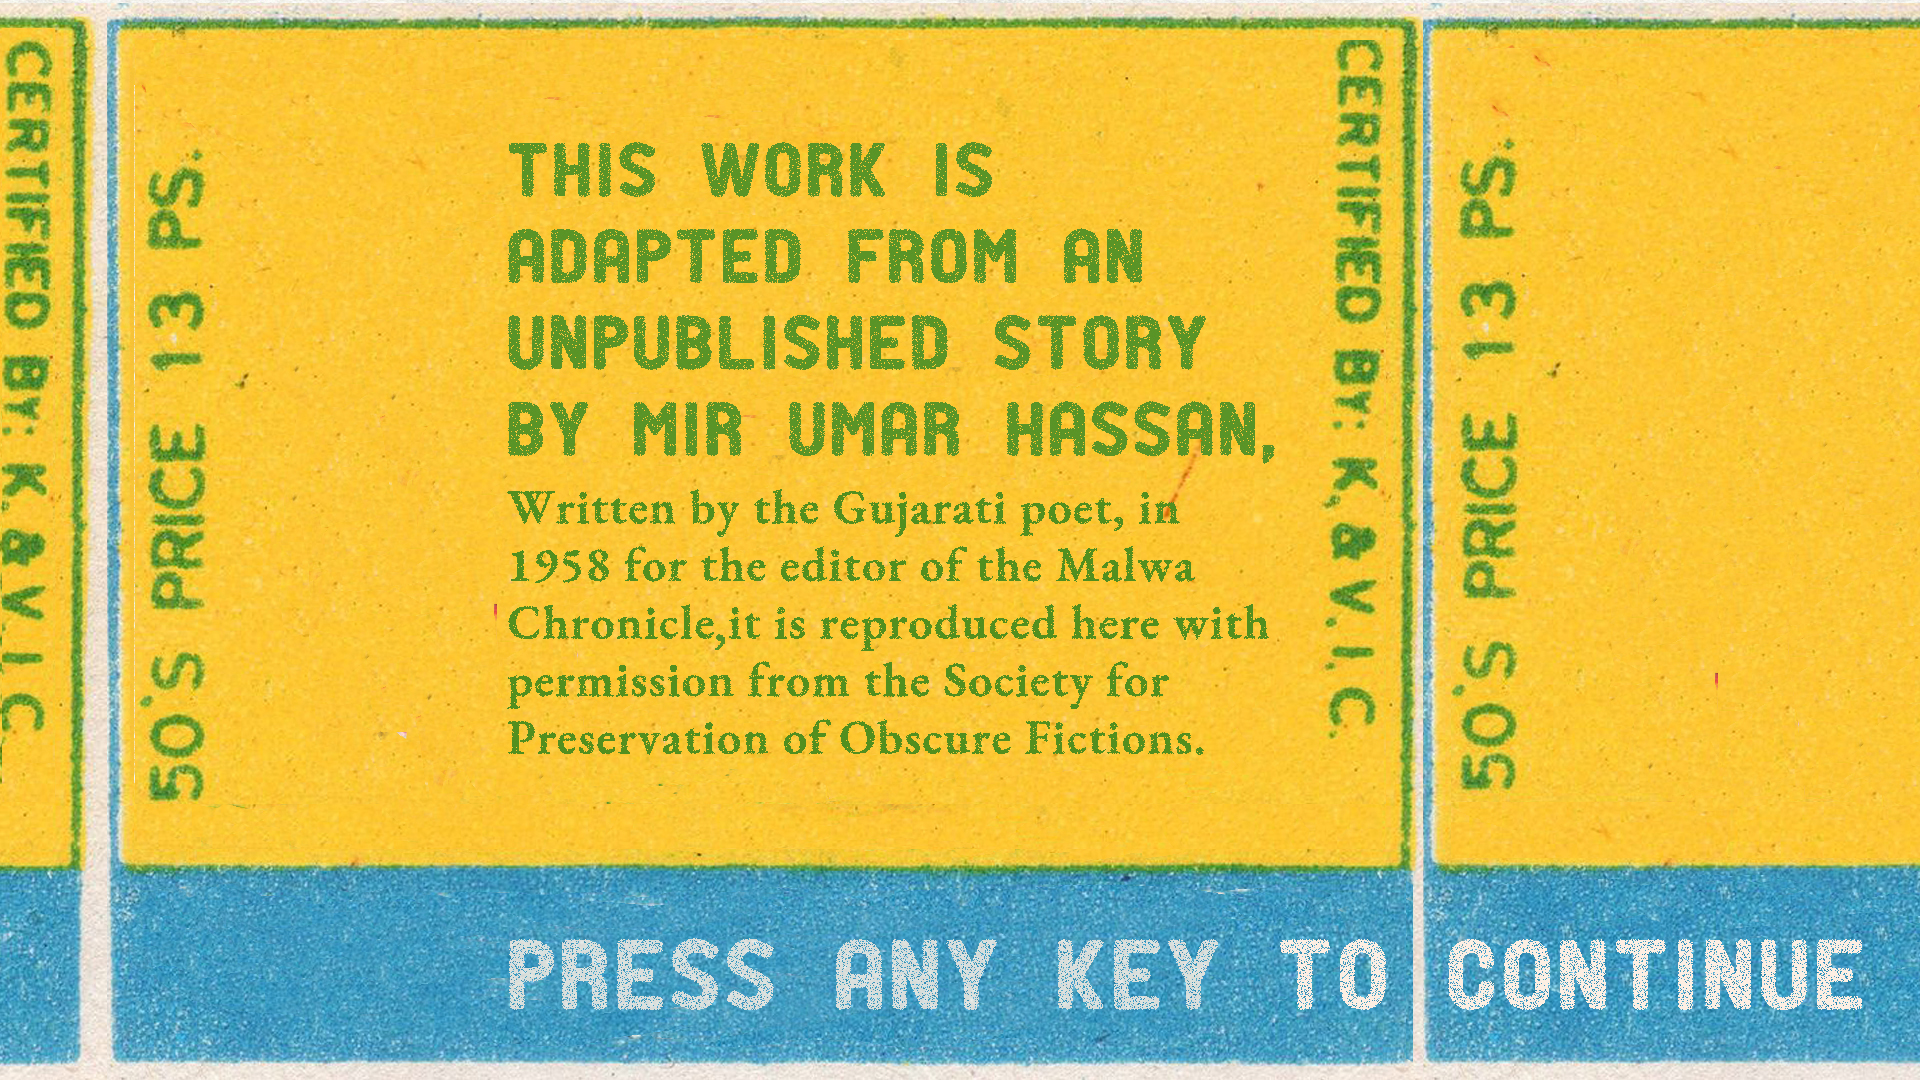 CERTIFIED BY: K. & V. I. C.
50'S PRICE 13 PS.
THIS WORK IS
ADAPTED FROM AN
UNPUBLISHED STORY
BY MIR UMAR HASSAN,
Written by the Gujarati poet, in
1958 for the editor of the Malwa
Chronicle,it is reproduced here with
permission from the Society for
Preservation of Obscure Fictions.
CERTIFIED BY: K. & V. I. C.
50'S PRICE 13 PS.
PRESS ANY KEY TO CONTINUE